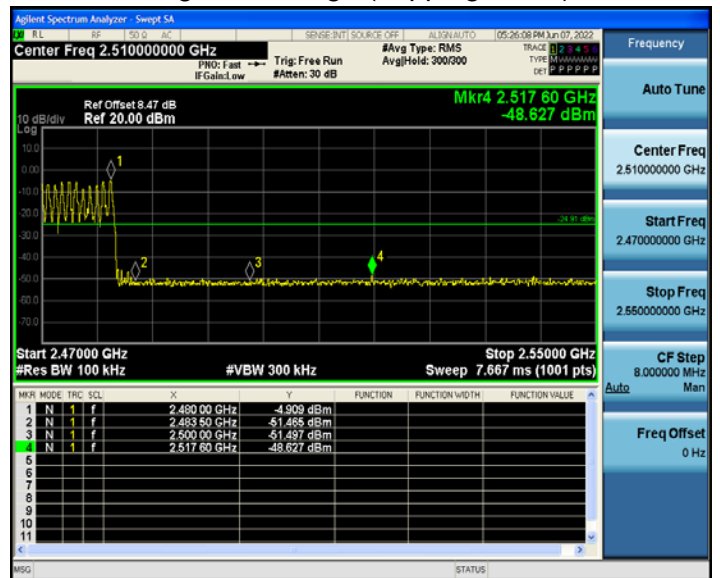 Agilent Spectrum Analyzer - Swept SA
RL RF 50 Ω AC SENSE:INT SOURCE OFF ALIGN AUTO 05:26:08 PM Jun 07, 2022
Center Freq 2.510000000 GHz
PNO: Fast
IFGain:Low
Trig: Free Run
#Atten: 30 dB
#Avg Type: RMS
Avg|Hold: 300/300
TRACE 1 2 3 4 5 6
TYPE
DET P P P P P P
Ref Offset 8.47 dB
10 dB/div Ref 20.00 dBm
Log
Mkr4 2.517 60 GHz
-48.627 dBm
10.0
0.00
-10.0
-20.0
-30.0
-40.0
-50.0
-60.0
-70.0
1
2
3
4
-24.91 dBm
Start 2.47000 GHz Stop 2.55000 GHz
#Res BW 100 kHz #VBW 300 kHz Sweep 7.667 ms (1001 pts)
MKR MODE TRC SCL X Y FUNCTION FUNCTION WIDTH FUNCTION VALUE
1 N 1 f 2.480 00 GHz -4.909 dBm
2 N 1 f 2.483 50 GHz -51.465 dBm
3 N 1 f 2.500 00 GHz -51.497 dBm
4 N 1 f 2.517 60 GHz -48.627 dBm
5
6
7
8
9
10
11
MSG STATUS
Frequency
Auto Tune
Center Freq
2.510000000 GHz
Start Freq
2.470000000 GHz
Stop Freq
2.550000000 GHz
CF Step
8.000000 MHz
Auto Man
Freq Offset
0 Hz